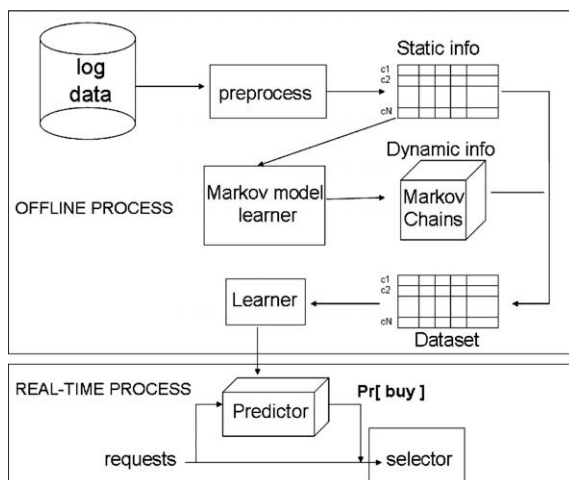 log
data
preprocess
Static info
c1
c2
cN
Dynamic info
Markov model
learner
Markov
Chains
OFFLINE PROCESS
Learner
c1
c2
cN
Dataset
REAL-TIME PROCESS
Predictor
Pr[ buy ]
requests
selector